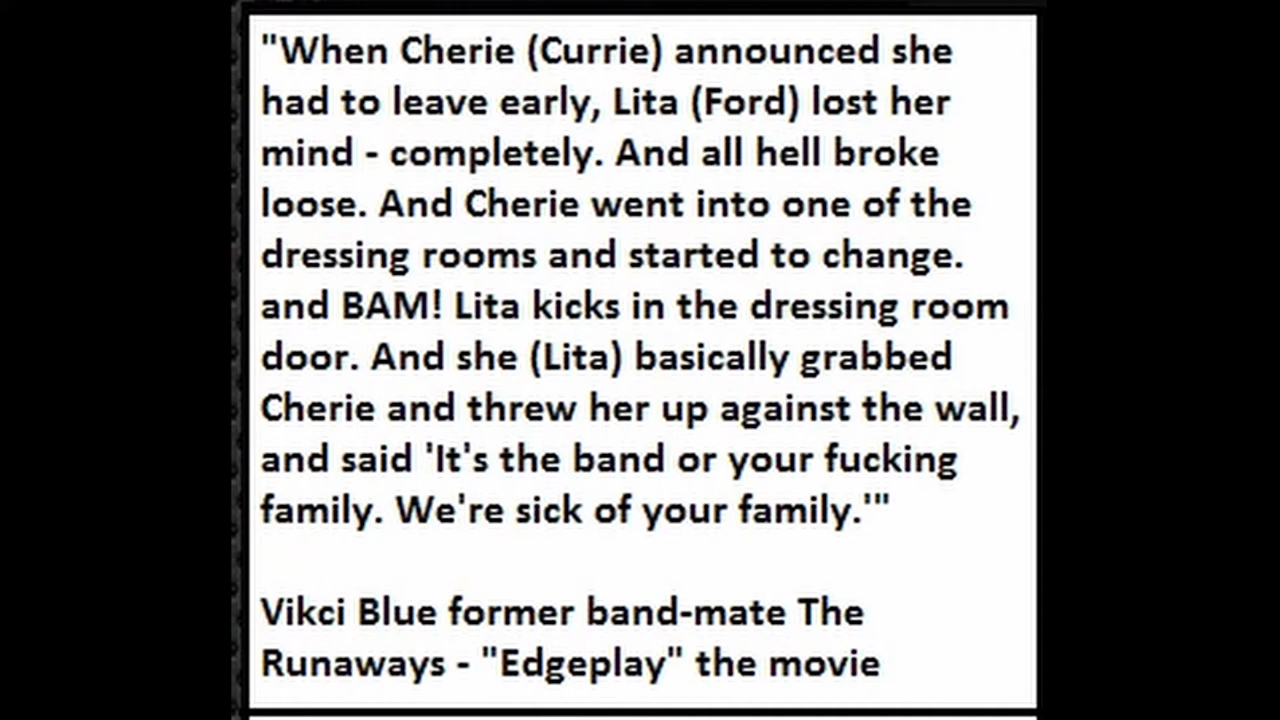 "When Cherie (Currie) announced she
had to leave early, Lita (Ford) lost her
mind - completely. And all hell broke
loose. And Cherie went into one of the
dressing rooms and started to change.
and BAM! Lita kicks in the dressing room
door. And she (Lita) basically grabbed
Cherie and threw her up against the wall,
and said 'It's the band or your fucking
family. We're sick of your family.'"
Vikci Blue former band-mate The
Runaways - "Edgeplay" the movie